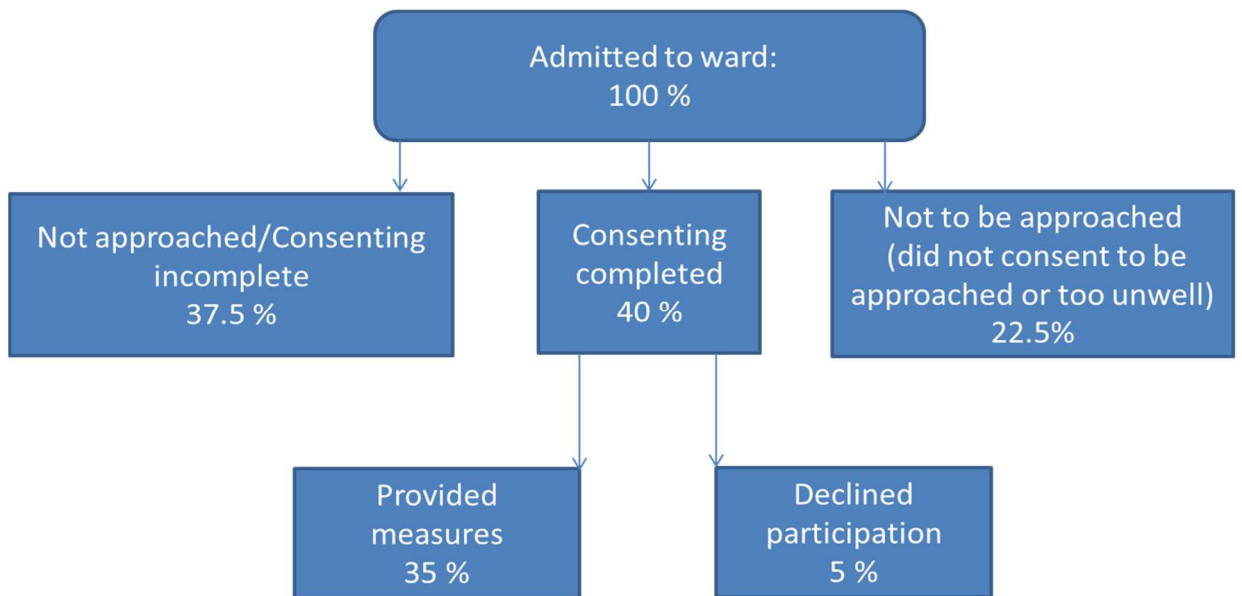 Admitted to ward:
100 %
Not approached/Consenting
incomplete
37.5 %
Consenting
completed
40 %
Not to be approached
(did not consent to be
approached or too unwell)
22.5%
Provided
measures
35 %
Declined
participation
5 %